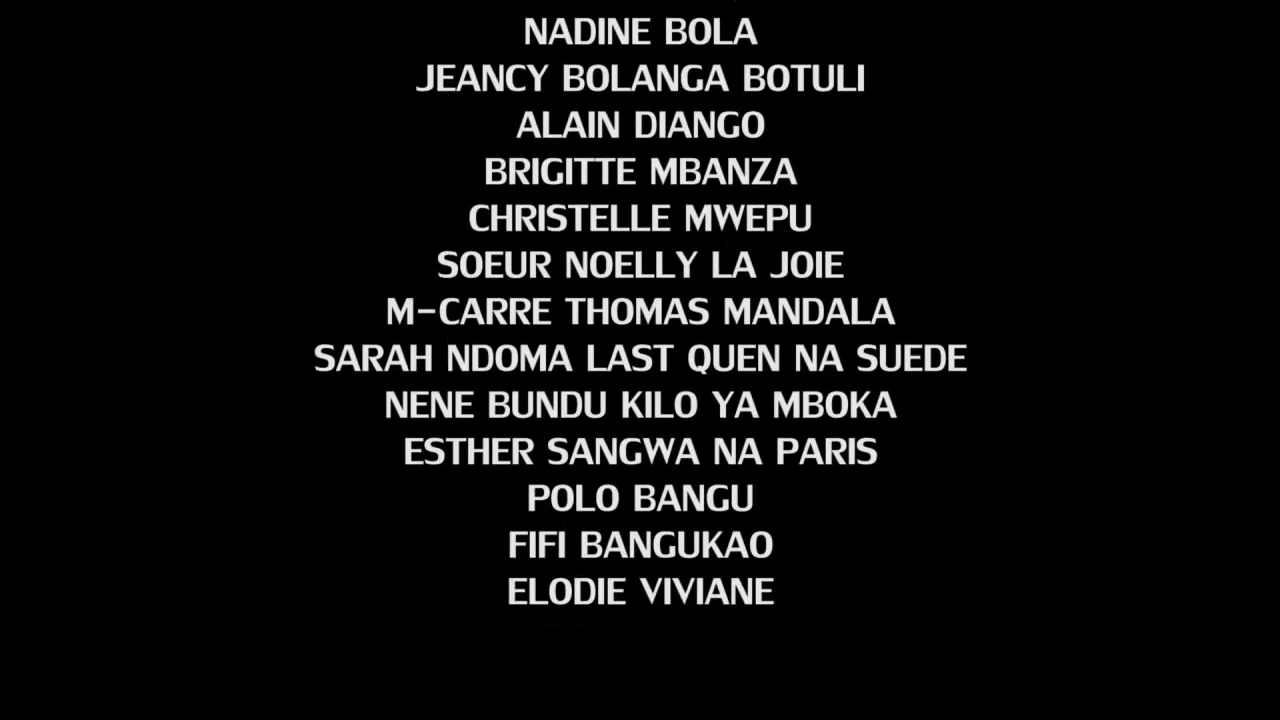 NADINE BOLA
JEANCY BOLANGA BOTULI
ALAIN DIANGO
BRIGITTE MBANZA
CHRISTELLE MWEPU
SOEUR NOELLY LA JOIE
M-CARRE THOMAS MANDALA
SARAH NDOMA LAST QUEN NA SUEDE
NENE BUNDU KILO YA MBOKA
ESTHER SANGWA NA PARIS
POLO BANGU
FIFI BANGUKAO
ELODIE VIVIANE